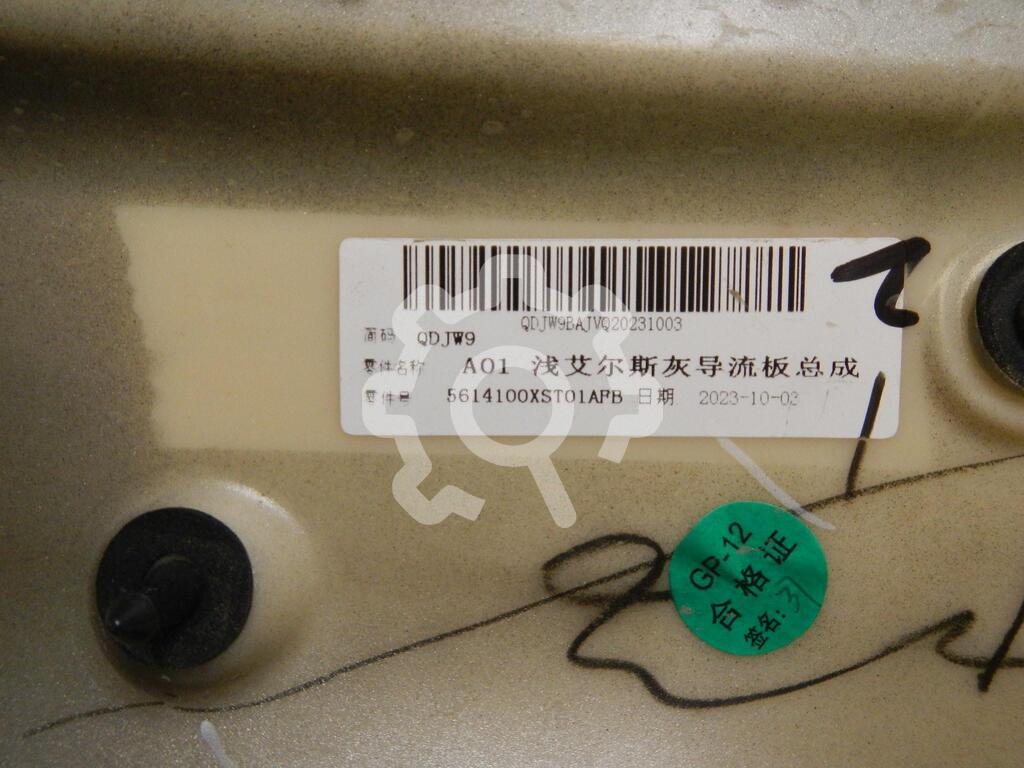 QDJW9BAJVQ20231003
面码 QDJW9
零件名称 A01 浅艾尔斯灰导流板总成
零件号 5614100XST01AFB 日期 2023-10-03
GP-12
合格证
签名: